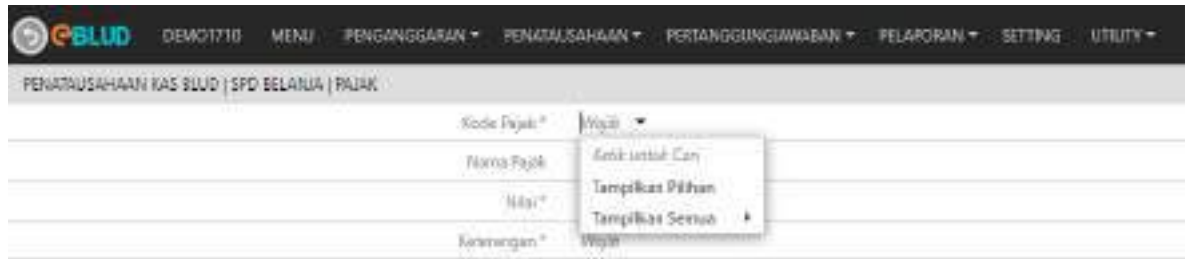 eBLUD DEMO1710 MENU PENGANGGARAN PENATAUSAHAAN PERTANGGUNGJAWABAN PELAPORAN SETTING UTILITY
PENATAUSAHAAN KAS BLUD | SPD BELANJA | PAJAK
Kode Pajak * Wajib
Nama Pajak Ketik untuk Cari
Tampilkan Pilihan
Nilai *
Tampilkan Semua
Keterangan * Wajib